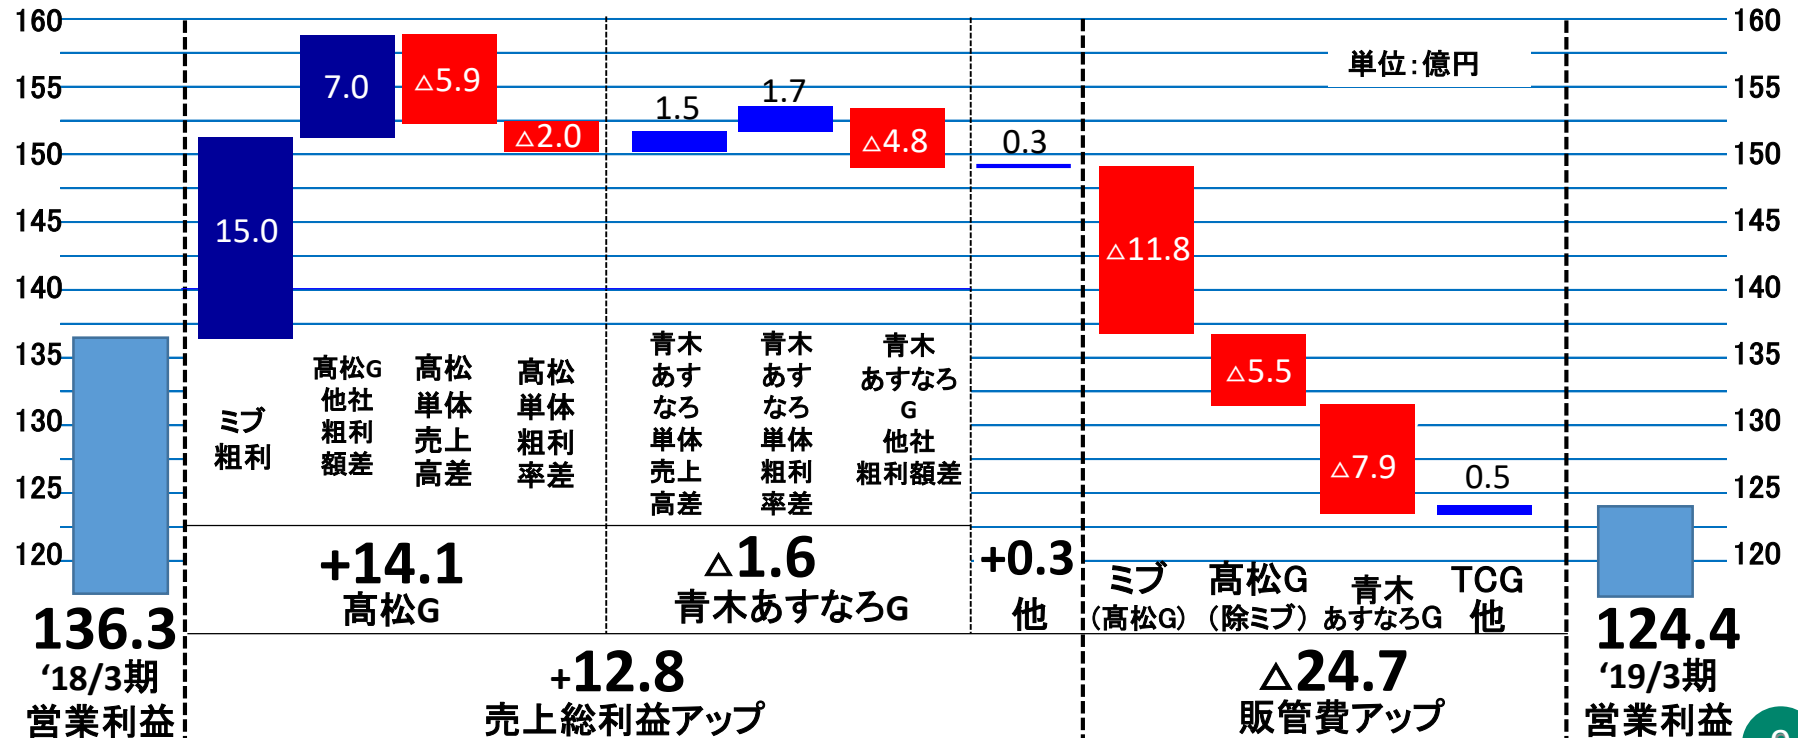 160
155
150
145
140
135
130
125
120
160
155
150
145
140
135
130
125
120
単位：億円
15.0
7.0
△5.9
△2.0
1.5
1.7
△4.8
0.3
△11.8
△5.5
△7.9
0.5
ミブ
粗利
髙松G
他社
粗利
額差
髙松
単体
売上
高差
髙松
単体
粗利
率差
青木
あす
なろ
単体
売上
高差
青木
あす
なろ
単体
粗利
率差
青木
あすなろ
G
他社
粗利額差
+14.1
髙松G
△1.6
青木あすなろG
+0.3
他
ミブ
(髙松G)
髙松G
(除ミブ)
青木
あすなろG
TCG
他
136.3
‘18/3期
営業利益
+12.8
売上総利益アップ
△24.7
販管費アップ
124.4
‘19/3期
営業利益